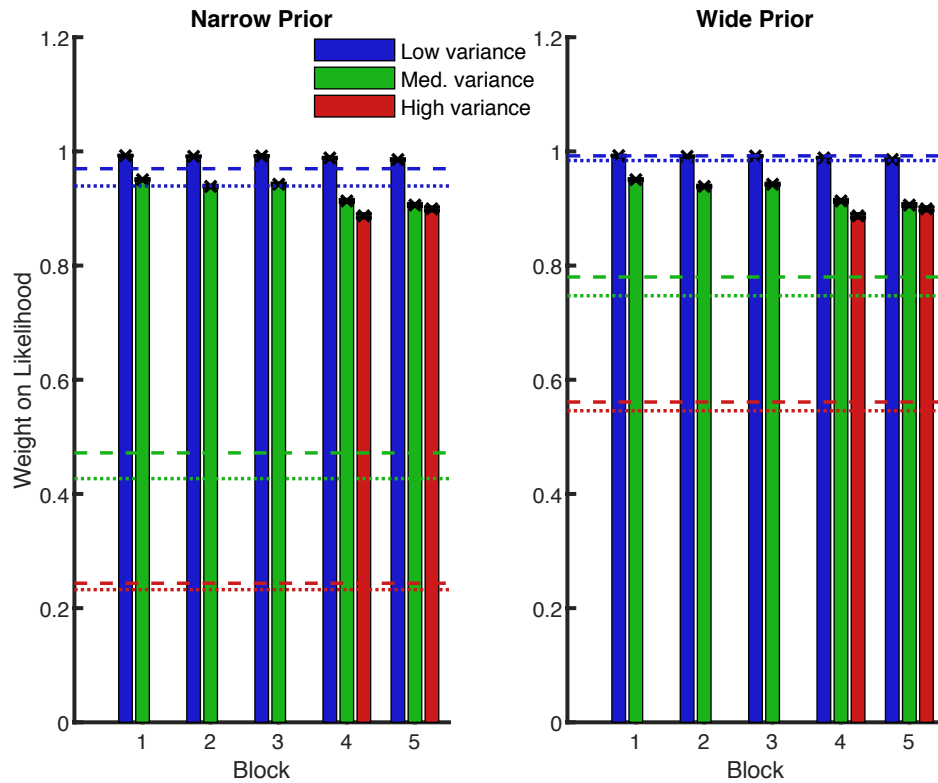 Narrow Prior
Wide Prior
Low variance
Med. variance
High variance
Weight on Likelihood
1.2
1
0.8
0.6
0.4
0.2
0
1 2 3 4 5
Block
1.2
1
0.8
0.6
0.4
0.2
0
1 2 3 4 5
Block